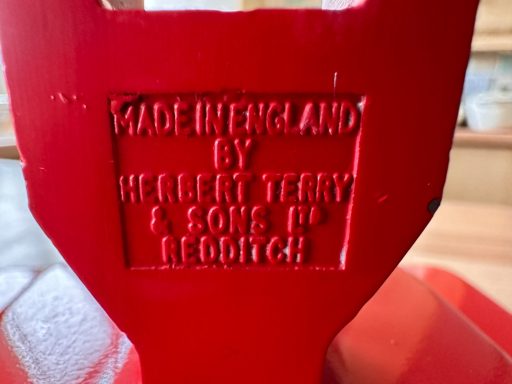 MADE IN ENGLAND
BY
HERBERT TERRY
& SONS Lᵀᴰ
REDDITCH